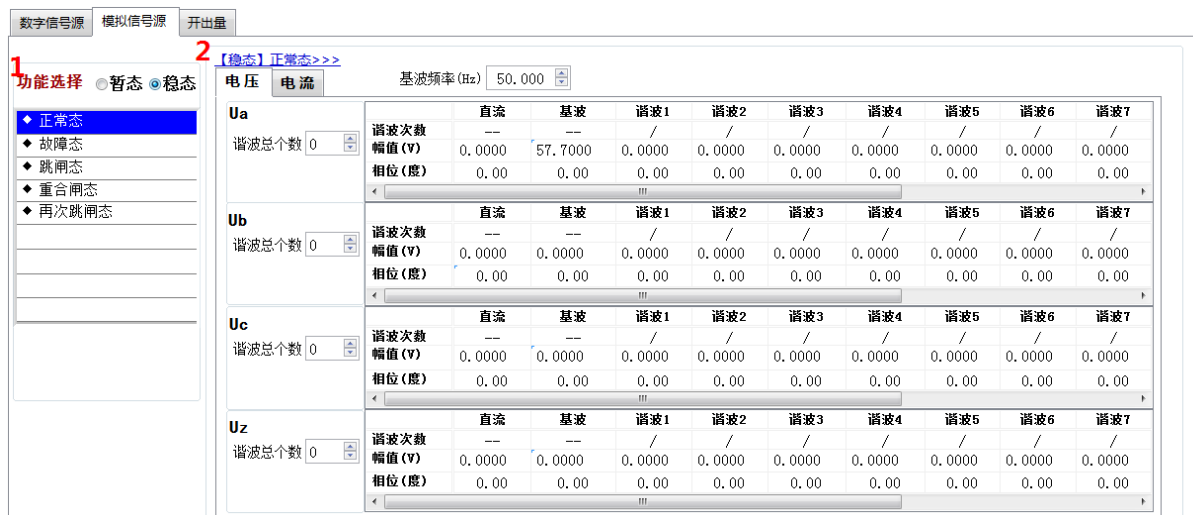 数字信号源 模拟信号源 开出量
1
功能选择 暂态 稳态
◆ 正常态
◆ 故障态
◆ 跳闸态
◆ 重合闸态
◆ 再次跳闸态
2
【稳态】正常态>>>
电压 电流 基波频率(Hz) 50.000
Ua
谐波总个数 0
直流 基波 谐波1 谐波2 谐波3 谐波4 谐波5 谐波6 谐波7
谐波次数 -- -- / / / / / / /
幅值(V) 0.0000 57.7000 0.0000 0.0000 0.0000 0.0000 0.0000 0.0000 0.0000
相位(度) 0.00 0.00 0.00 0.00 0.00 0.00 0.00 0.00 0.00
Ub
谐波总个数 0
直流 基波 谐波1 谐波2 谐波3 谐波4 谐波5 谐波6 谐波7
谐波次数 -- -- / / / / / / /
幅值(V) 0.0000 0.0000 0.0000 0.0000 0.0000 0.0000 0.0000 0.0000 0.0000
相位(度) 0.00 0.00 0.00 0.00 0.00 0.00 0.00 0.00 0.00
Uc
谐波总个数 0
直流 基波 谐波1 谐波2 谐波3 谐波4 谐波5 谐波6 谐波7
谐波次数 -- -- / / / / / / /
幅值(V) 0.0000 0.0000 0.0000 0.0000 0.0000 0.0000 0.0000 0.0000 0.0000
相位(度) 0.00 0.00 0.00 0.00 0.00 0.00 0.00 0.00 0.00
Uz
谐波总个数 0
直流 基波 谐波1 谐波2 谐波3 谐波4 谐波5 谐波6 谐波7
谐波次数 -- -- / / / / / / /
幅值(V) 0.0000 0.0000 0.0000 0.0000 0.0000 0.0000 0.0000 0.0000 0.0000
相位(度) 0.00 0.00 0.00 0.00 0.00 0.00 0.00 0.00 0.00